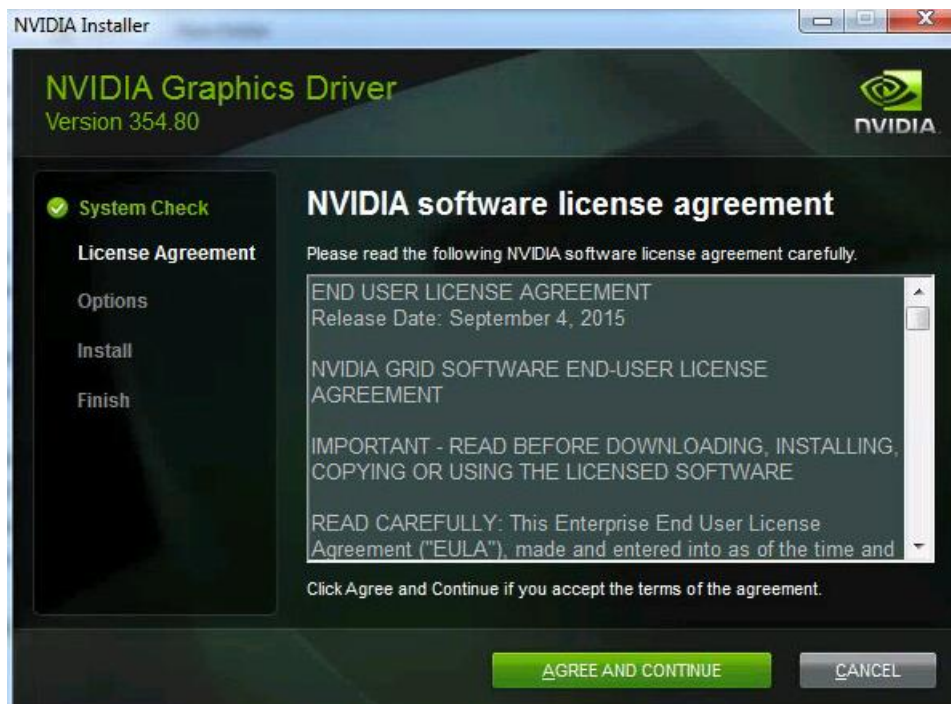 NVIDIA Installer
NVIDIA Graphics Driver
Version 354.80
NVIDIA.
System Check
License Agreement
Options
Install
Finish
NVIDIA software license agreement
Please read the following NVIDIA software license agreement carefully.
END USER LICENSE AGREEMENT
Release Date: September 4, 2015
NVIDIA GRID SOFTWARE END-USER LICENSE
AGREEMENT
IMPORTANT - READ BEFORE DOWNLOADING, INSTALLING,
COPYING OR USING THE LICENSED SOFTWARE
READ CAREFULLY: This Enterprise End User License
Agreement ("EULA"), made and entered into as of the time and
Click Agree and Continue if you accept the terms of the agreement.
AGREE AND CONTINUE
CANCEL